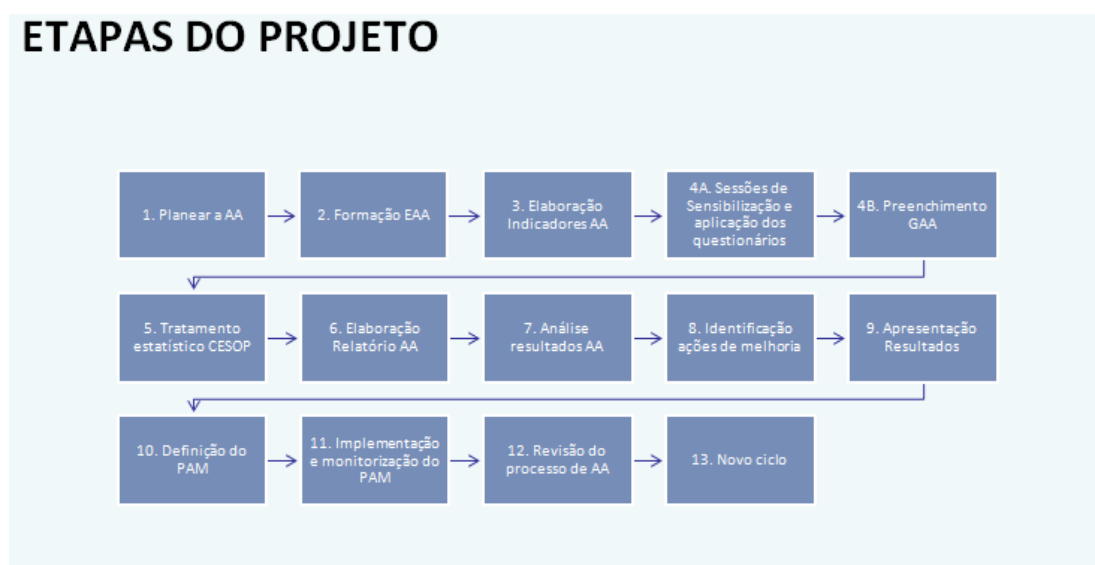 ETAPAS DO PROJETO
1. Planear a AA
2. Formação EAA
3. Elaboração
Indicadores AA
4A. Sessões de
Sensibilização e
aplicação dos
questionários
4B. Preenchimento
GAA
5. Tratamento
estatístico CESOP
6. Elaboração
Relatório AA
7. Análise
resultados AA
8. Identificação
ações de melhoria
9. Apresentação
Resultados
10. Definição do
PAM
11. Implementação
e monitorização do
PAM
12. Revisão do
processo de AA
13. Novo ciclo